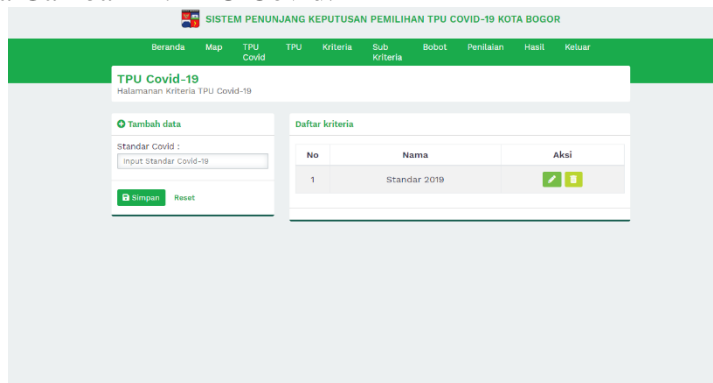 SISTEM PENUNJANG KEPUTUSAN PEMILIHAN TPU COVID-19 KOTA BOGOR
Beranda Map TPU Covid TPU Kriteria Sub Kriteria Bobot Penilaian Hasil Keluar
TPU Covid-19
Halamanan Kriteria TPU Covid-19
Tambah data
Standar Covid :
Input Standar Covid-19
Simpan Reset
Daftar kriteria
No Nama Aksi
1 Standar 2019